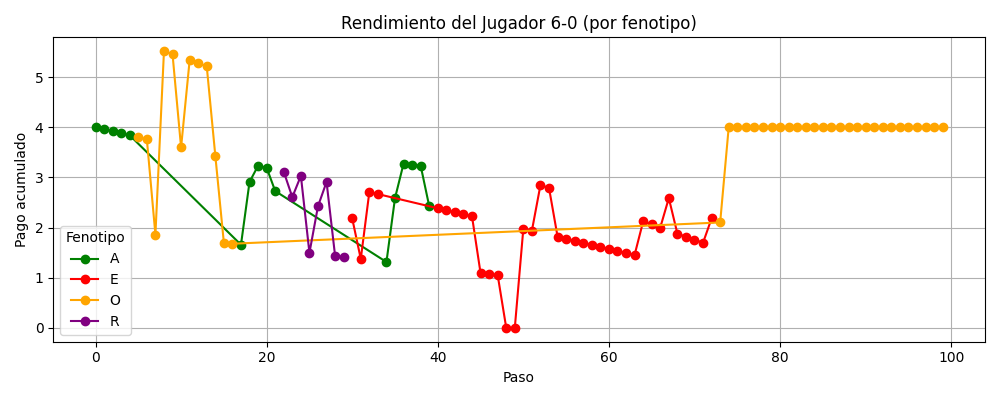 Rendimiento del Jugador 6-0 (por fenotipo)
Pago acumulado
5
4
3
2
1
0
Fenotipo
A
E
O
R
0 20 40 60 80 100
Paso